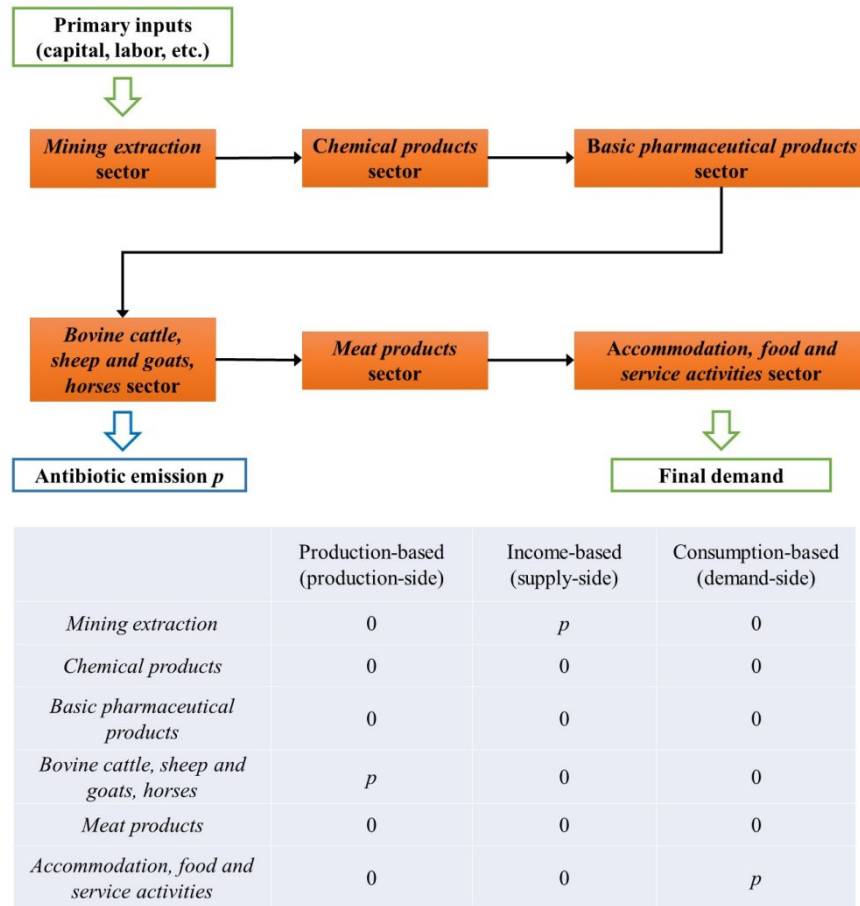 Primary inputs
(capital, labor, etc.)
Mining extraction
sector
Chemical products
sector
Basic pharmaceutical products
sector
Bovine cattle,
sheep and goats,
horses sector
Meat products
sector
Accommodation, food and
service activities sector
Antibiotic emission p
Final demand
Production-based
(production-side)
Income-based
(supply-side)
Consumption-based
(demand-side)
Mining extraction
0
p
0
Chemical products
0
0
0
Basic pharmaceutical
products
0
0
0
Bovine cattle, sheep and
goats, horses
p
0
0
Meat products
0
0
0
Accommodation, food and
service activities
0
0
p